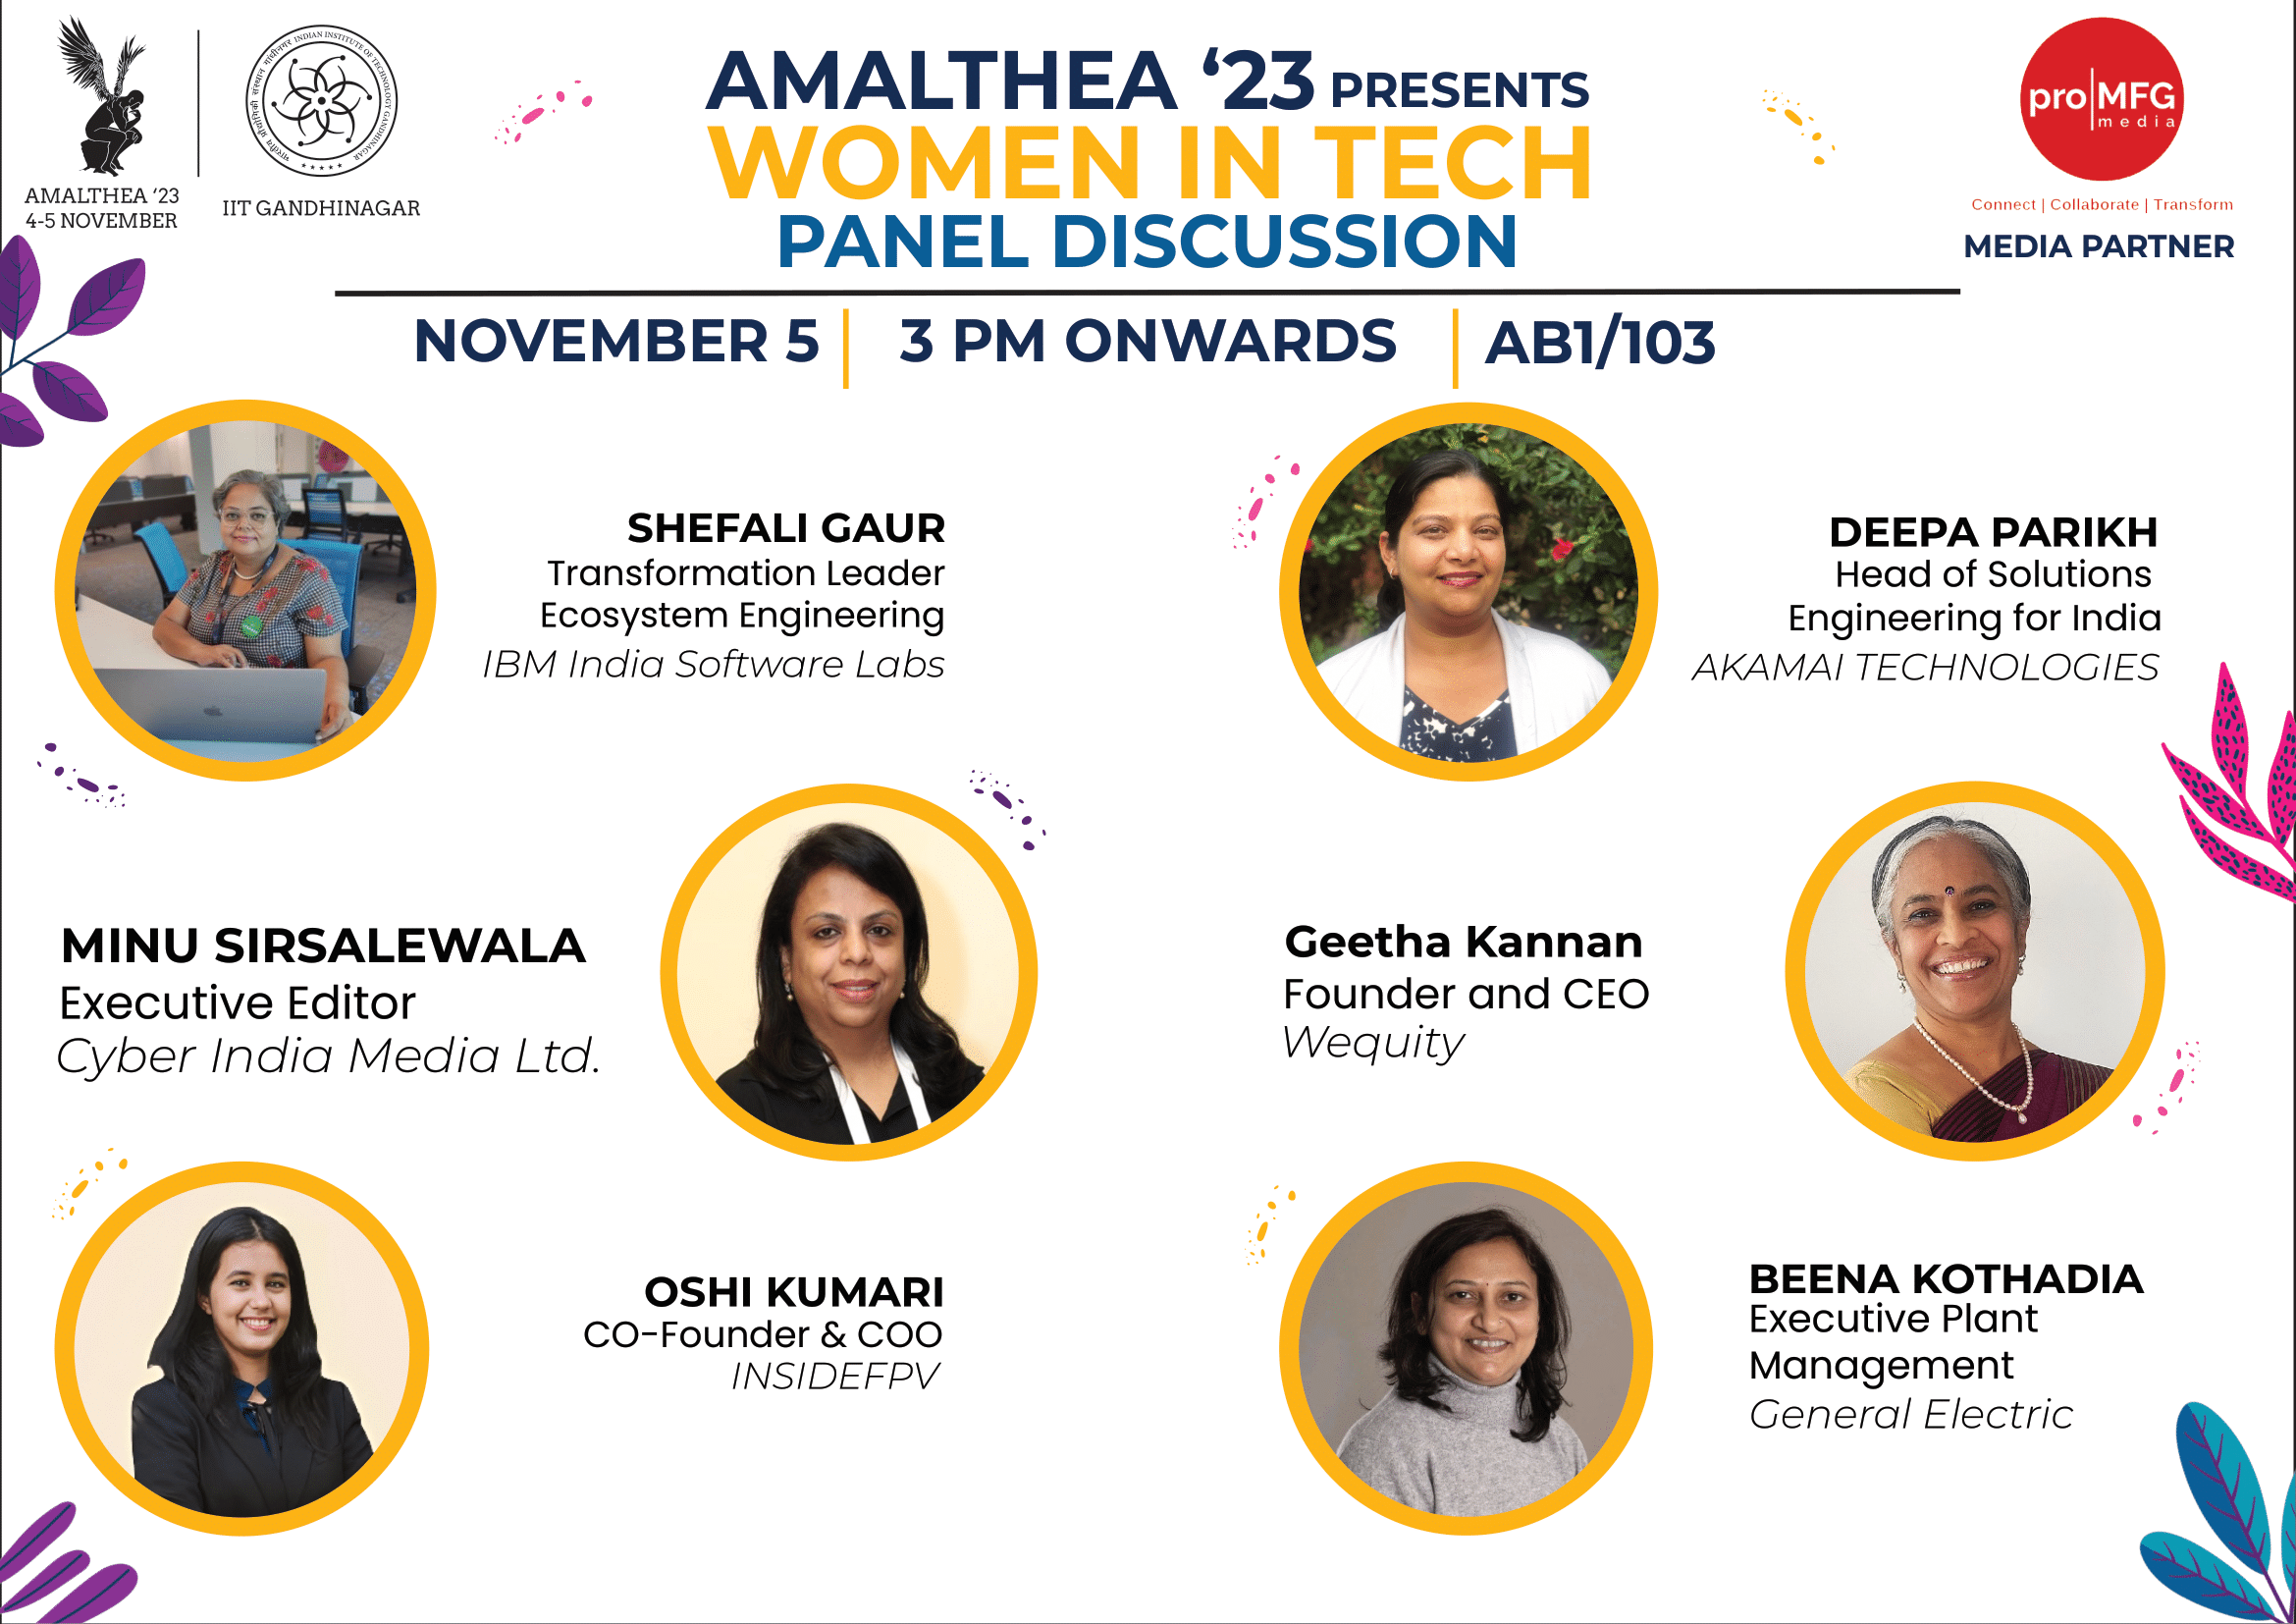 AMALTHEA ‘23
4-5 NOVEMBER
भारतीय प्रौद्योगिकी संस्थान गांधीनगर
INDIAN INSTITUTE OF TECHNOLOGY GANDHINAGAR
IIT GANDHINAGAR
AMALTHEA ‘23 PRESENTS
WOMEN IN TECH
PANEL DISCUSSION
pro|MFG
media
Connect | Collaborate | Transform
MEDIA PARTNER
NOVEMBER 5 | 3 PM ONWARDS | AB1/103
SHEFALI GAUR
Transformation Leader
Ecosystem Engineering
IBM India Software Labs
DEEPA PARIKH
Head of Solutions
Engineering for India
AKAMAI TECHNOLOGIES
MINU SIRSALEWALA
Executive Editor
Cyber India Media Ltd.
Geetha Kannan
Founder and CEO
Wequity
OSHI KUMARI
CO-Founder & COO
INSIDEFPV
BEENA KOTHADIA
Executive Plant
Management
General Electric